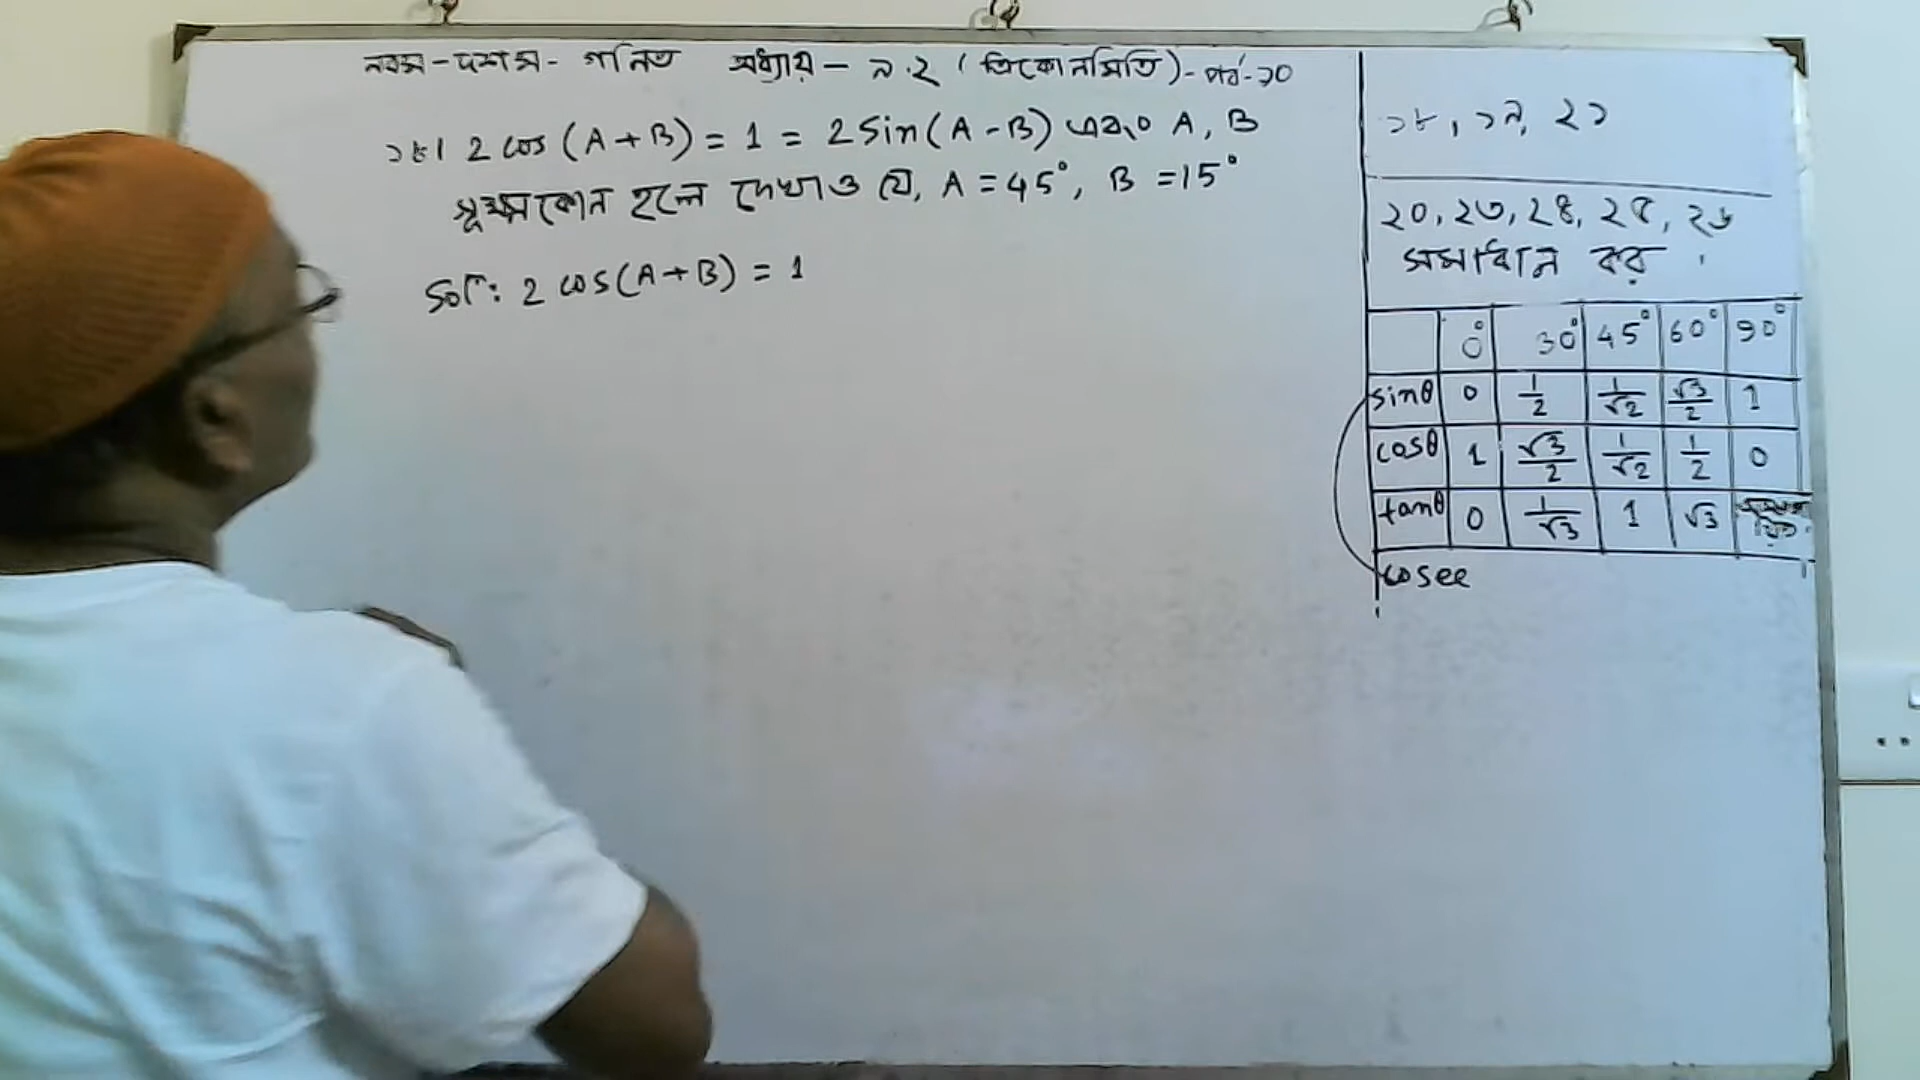 নবম-দশম- গনিত অধ্যায় - ৯.২ (ত্রিকোনমিতি)- পর্ব-১০
১৮। 2 cos (A + B) = 1 = 2 Sin (A - B) এবং A, B
সূক্ষ্মকোন হলে দেখাও যে, A = 45°, B = 15°
Sol: 2 cos (A + B) = 1
১৮, ১৯, ২১
২০, ২৩, ২৪, ২৫, ২৬
সমাধান কর
0° 30° 45° 60° 90°
sinθ 0 1/2 1/√2 √3/2 1
cosθ 1 √3/2 1/√2 1/2 0
tanθ 0 1/√3 1 √3
cosec